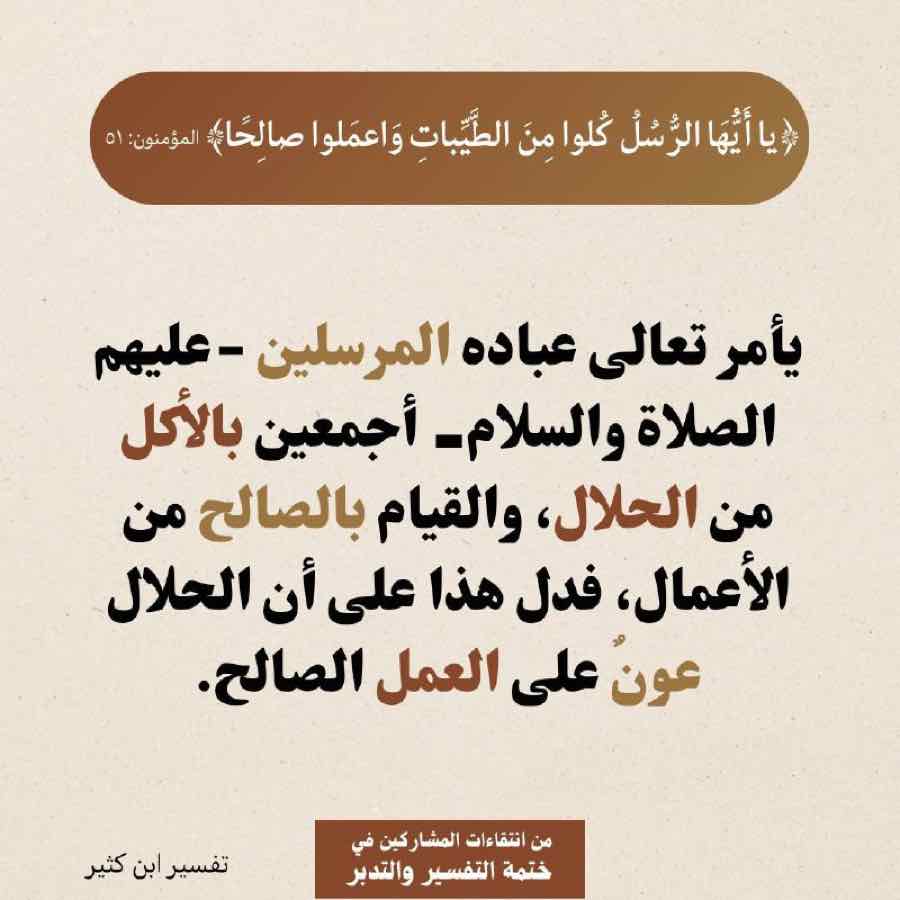 ﴿يا أَيُّهَا الرُّسُلُ كُلوا مِنَ الطَّيِّباتِ وَاعمَلوا صالِحًا﴾ المؤمنون: ٥١
يأمر تعالى عباده المرسلين -عليهم
الصلاة والسلام- أجمعين بالأكل
من الحلال، والقيام بالصالح من
الأعمال، فدل هذا على أن الحلال
عونٌ على العمل الصالح.
من انتقاءات المشاركين في
ختمة التفسير والتدبر
تفسير ابن كثير